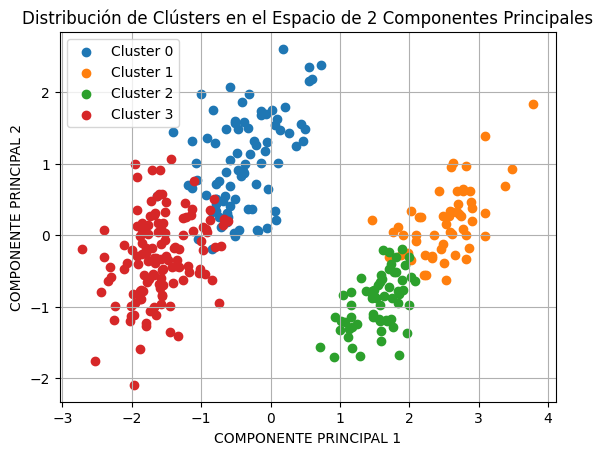 Distribución de Clústers en el Espacio de 2 Componentes Principales
Cluster 0
Cluster 1
Cluster 2
Cluster 3
COMPONENTE PRINCIPAL 2
2
1
0
−1
−2
−3 −2 −1 0 1 2 3 4
COMPONENTE PRINCIPAL 1